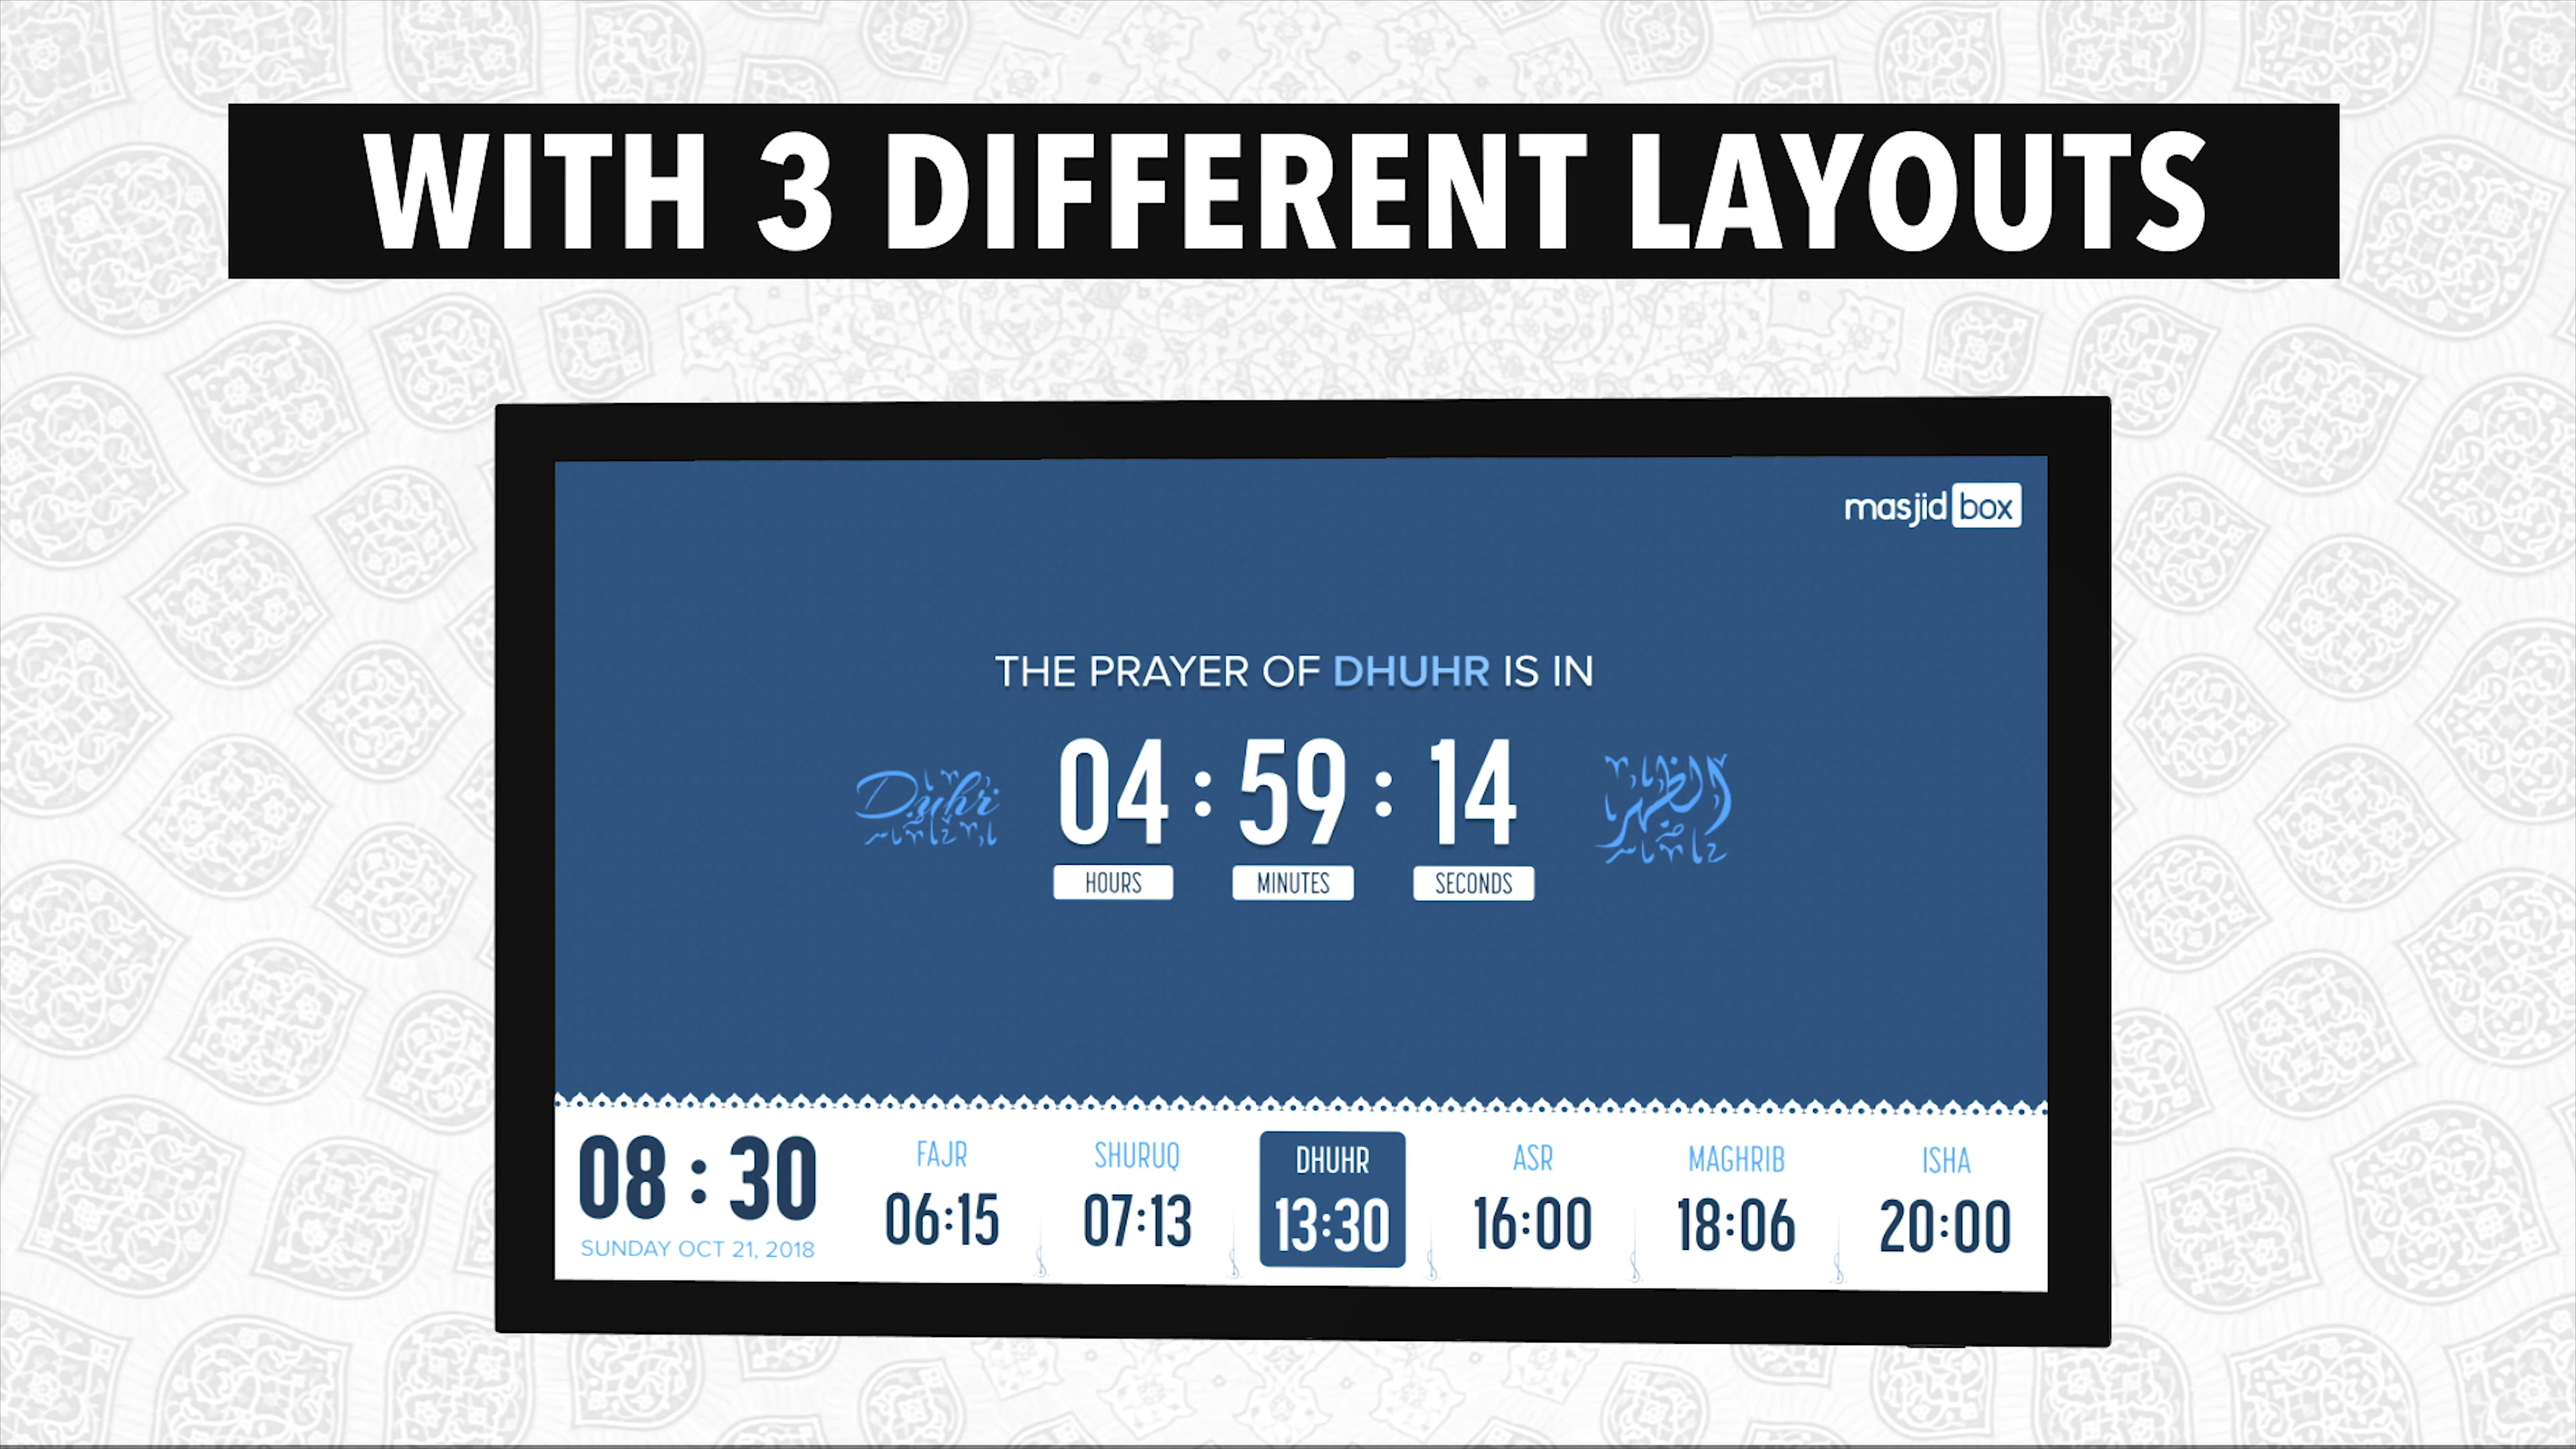 WITH 3 DIFFERENT LAYOUTS
masjid box
THE PRAYER OF DHUHR IS IN
Duhr 04 : 59 : 14 الظهر
HOURS MINUTES SECONDS
08 : 30
SUNDAY OCT 21, 2018
FAJR SHURUQ DHUHR ASR MAGHRIB ISHA
06:15 07:13 13:30 16:00 18:06 20:00